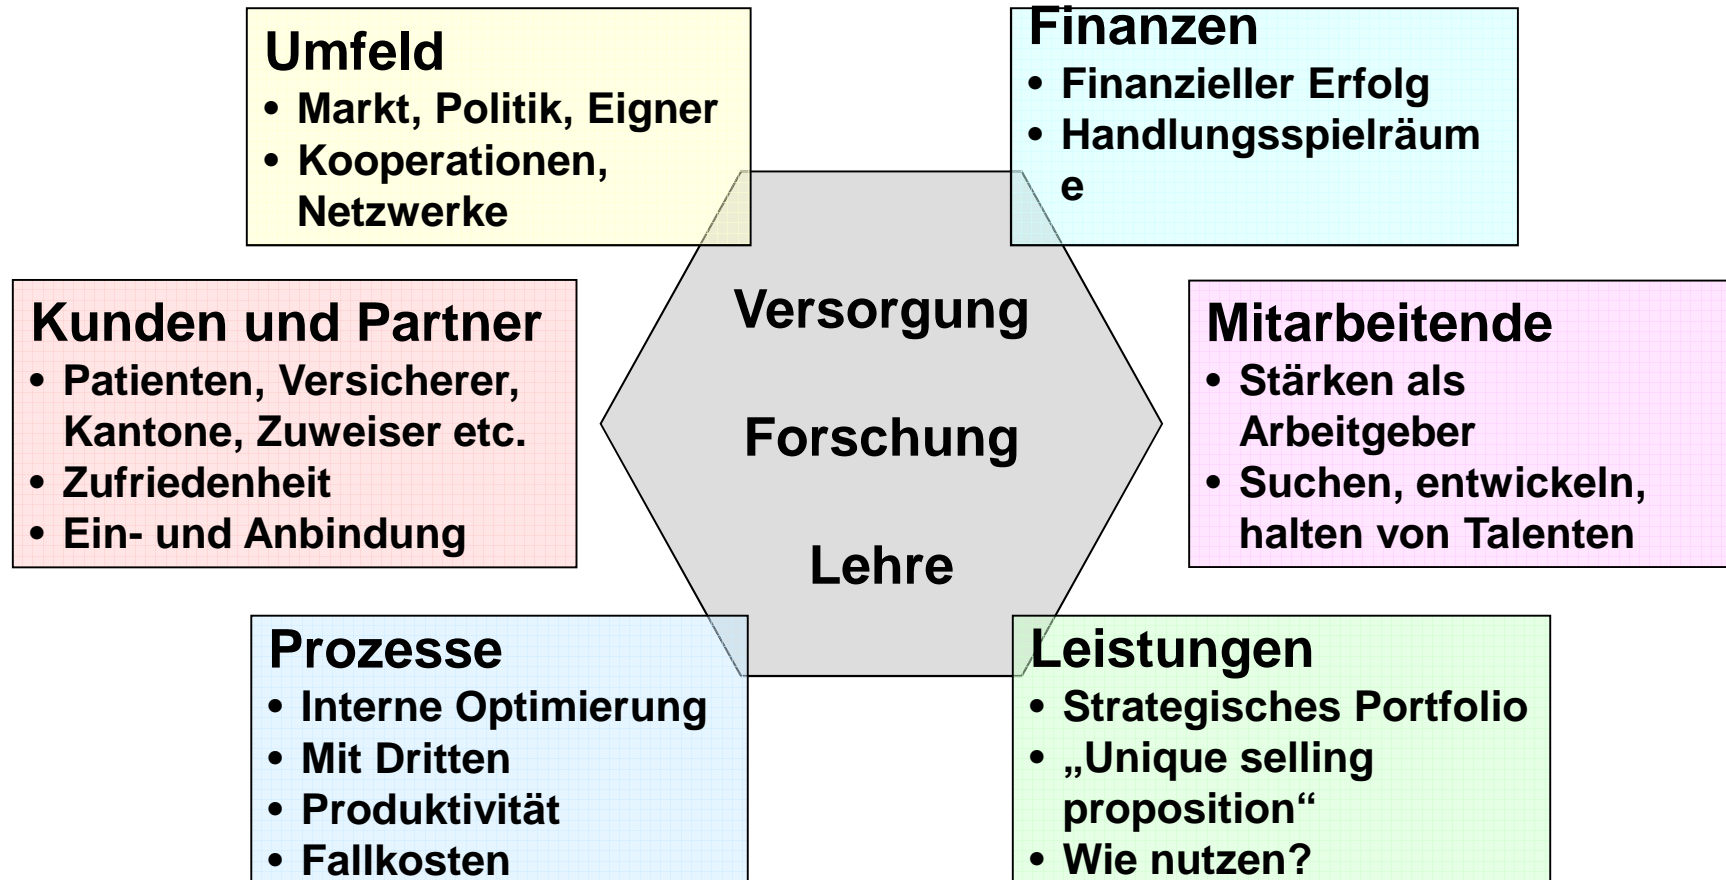 Umfeld
• Markt, Politik, Eigner
• Kooperationen,
Netzwerke
Finanzen
• Finanzieller Erfolg
• Handlungsspielräum
e
Kunden und Partner
• Patienten, Versicherer,
Kantone, Zuweiser etc.
• Zufriedenheit
• Ein- und Anbindung
Versorgung
Forschung
Lehre
Mitarbeitende
• Stärken als
Arbeitgeber
• Suchen, entwickeln,
halten von Talenten
Prozesse
• Interne Optimierung
• Mit Dritten
• Produktivität
• Fallkosten
Leistungen
• Strategisches Portfolio
• „Unique selling
proposition“
• Wie nutzen?